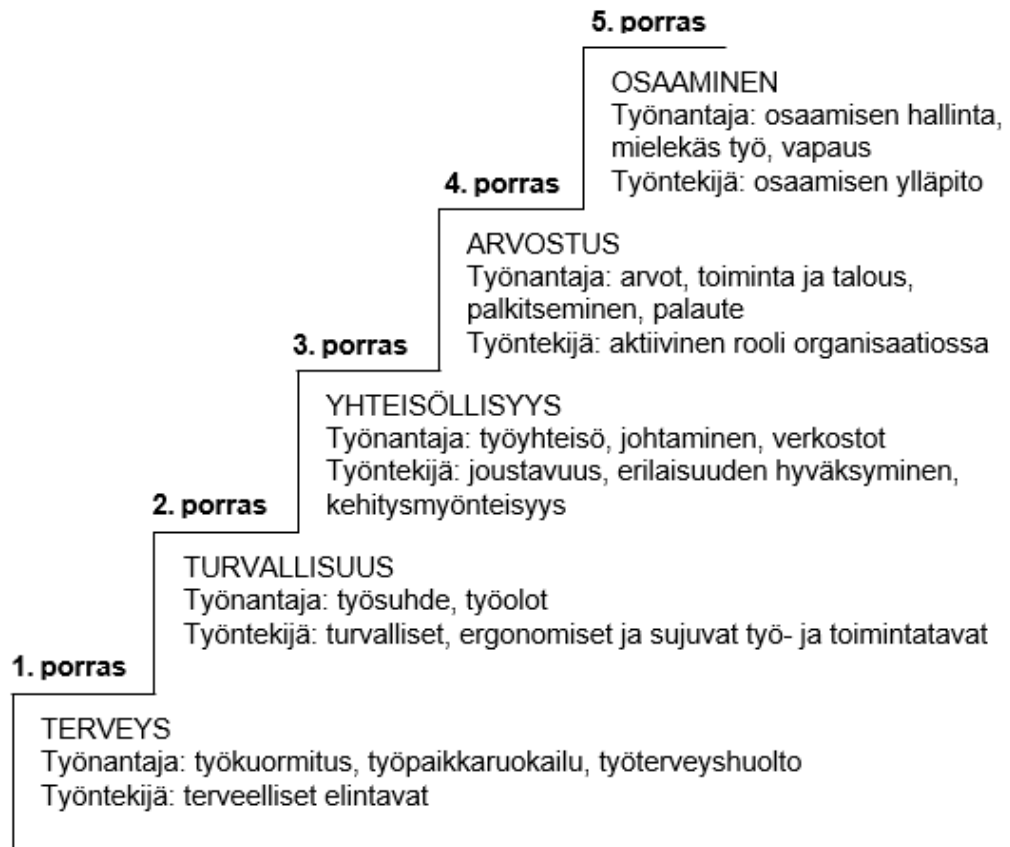 5. porras
OSAAMINEN
Työnantaja: osaamisen hallinta,
mielekäs työ, vapaus
Työntekijä: osaamisen ylläpito
4. porras
ARVOSTUS
Työnantaja: arvot, toiminta ja talous,
palkitseminen, palaute
Työntekijä: aktiivinen rooli organisaatiossa
3. porras
YHTEISÖLLISYYS
Työnantaja: työyhteisö, johtaminen, verkostot
Työntekijä: joustavuus, erilaisuuden hyväksyminen,
kehitysmyönteisyys
2. porras
TURVALLISUUS
Työnantaja: työsuhde, työolot
Työntekijä: turvalliset, ergonomiset ja sujuvat työ- ja toimintatavat
1. porras
TERVEYS
Työnantaja: työkuormitus, työpaikkaruokailu, työterveyshuolto
Työntekijä: terveelliset elintavat